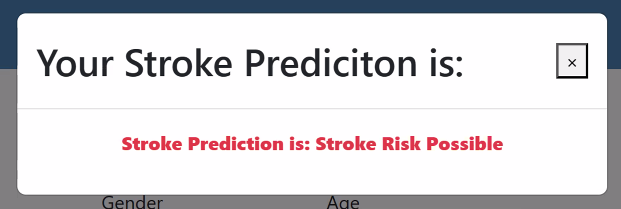 Your Stroke Prediciton is:
×
Stroke Prediction is: Stroke Risk Possible
Gender Age